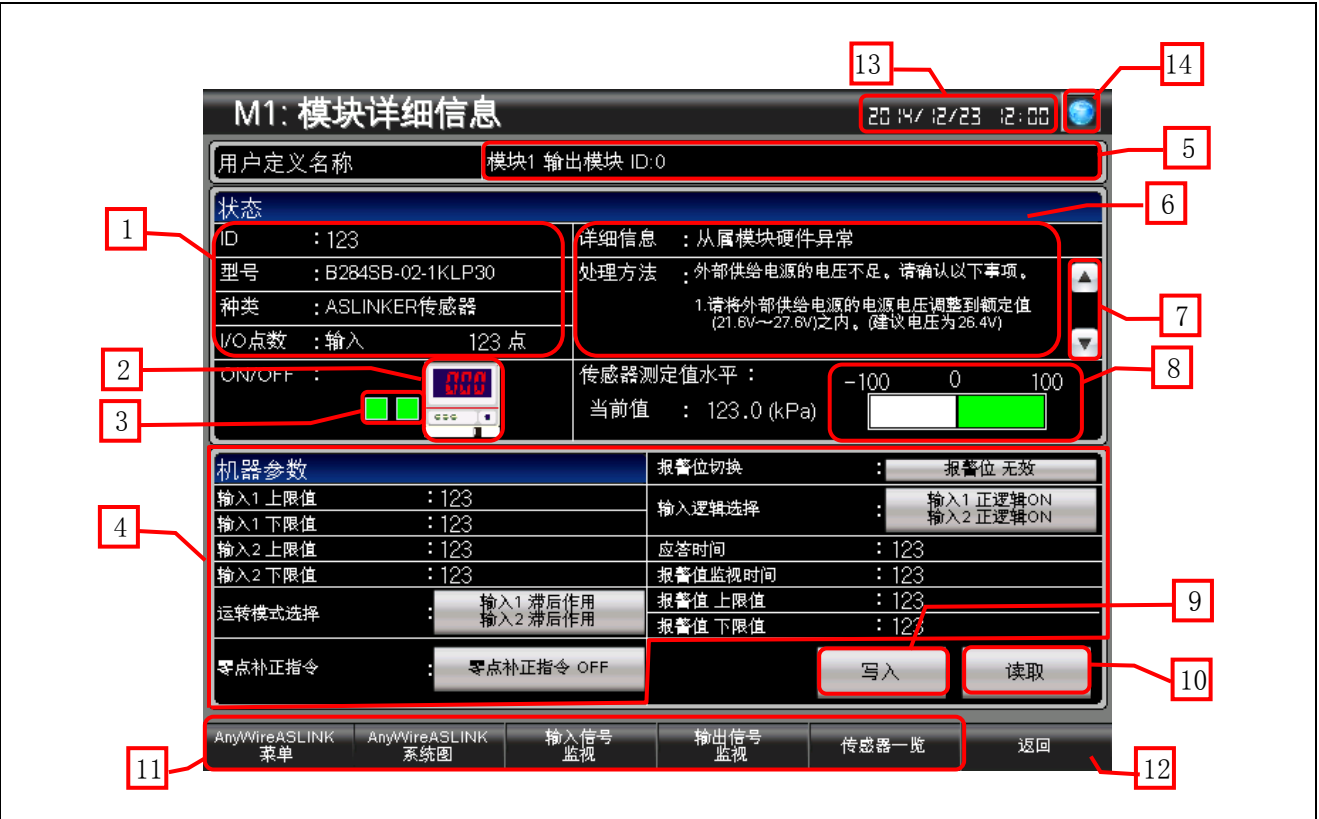 13
14
M1: 模块详细信息
2014/12/23 12:00
用户定义名称
模块1 输出模块 ID:0
5
状态
6
1
ID : 123
详细信息 : 从属模块硬件异常
型号 : B284SB-02-1KLP30
处理方法 : 外部供给电源的电压不足。请确认以下事项。
种类 : ASLINKER传感器
1.请将外部供给电源的电源电压调整到额定值
(21.6V～27.6V)之内。(建议电压为26.4V)
7
I/O点数 : 输入 123 点
2
ON/OFF :
000
传感器测定值水平 :
-100 0 100
8
3
当前值 : 123.0 (kPa)
机器参数
报警位切换 : 报警位 无效
输入1 上限值 : 123
输入逻辑选择 : 输入1 正逻辑ON
输入2 正逻辑ON
4
输入1 下限值 : 123
输入2 上限值 : 123
应答时间 : 123
输入2 下限值 : 123
报警值监视时间 : 123
运转模式选择 : 输入1 滞后作用
输入2 滞后作用
报警值 上限值 : 123
9
报警值 下限值 : 123
零点补正指令 : 零点补正指令 OFF
写入
读取
10
AnyWireASLINK
菜单
AnyWireASLINK
系统图
输入信号
监视
输出信号
监视
传感器一览
返回
11
12